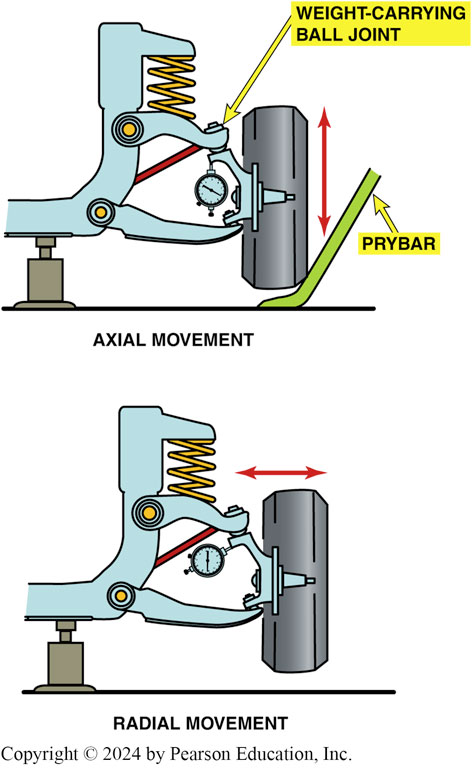 WEIGHT-CARRYING
BALL JOINT
PRYBAR
AXIAL MOVEMENT
RADIAL MOVEMENT
Copyright © 2024 by Pearson Education, Inc.